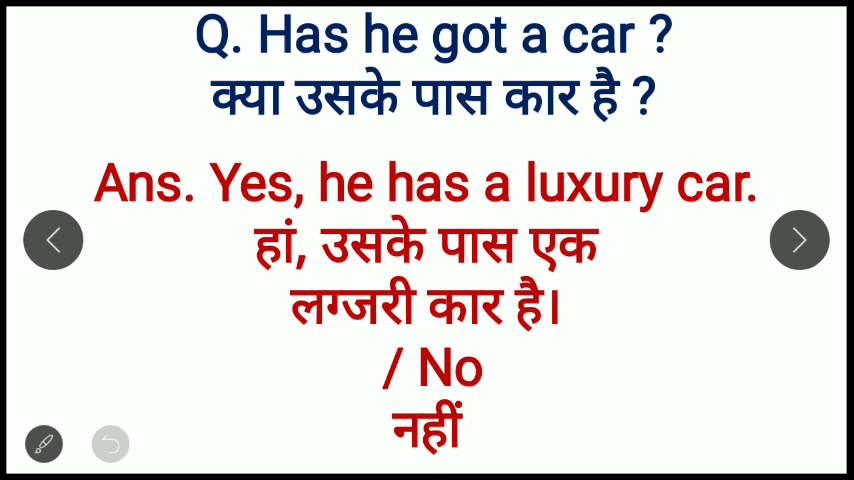 Q. Has he got a car ?
क्या उसके पास कार है ?
Ans. Yes, he has a luxury car.
हां, उसके पास एक
लग्जरी कार है।
/ No
नहीं